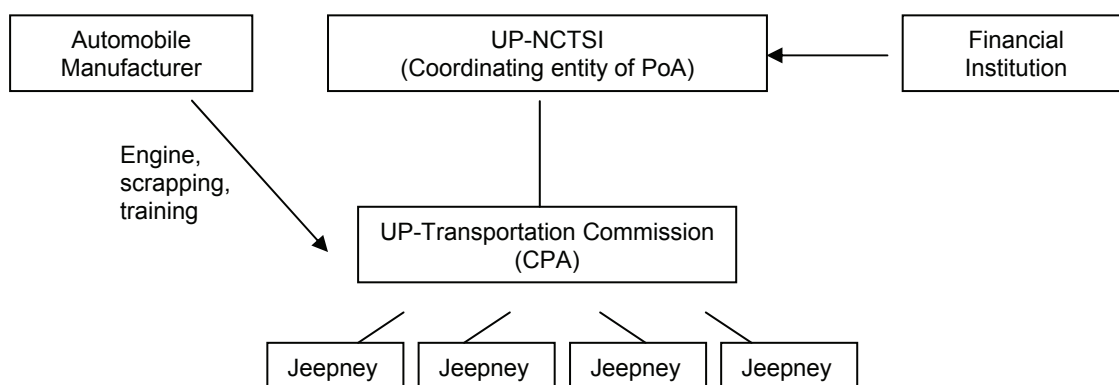 Automobile
Manufacturer
UP-NCTSI
(Coordinating entity of PoA)
Financial
Institution
Engine,
scrapping,
training
UP-Transportation Commission
(CPA)
Jeepney
Jeepney
Jeepney
Jeepney